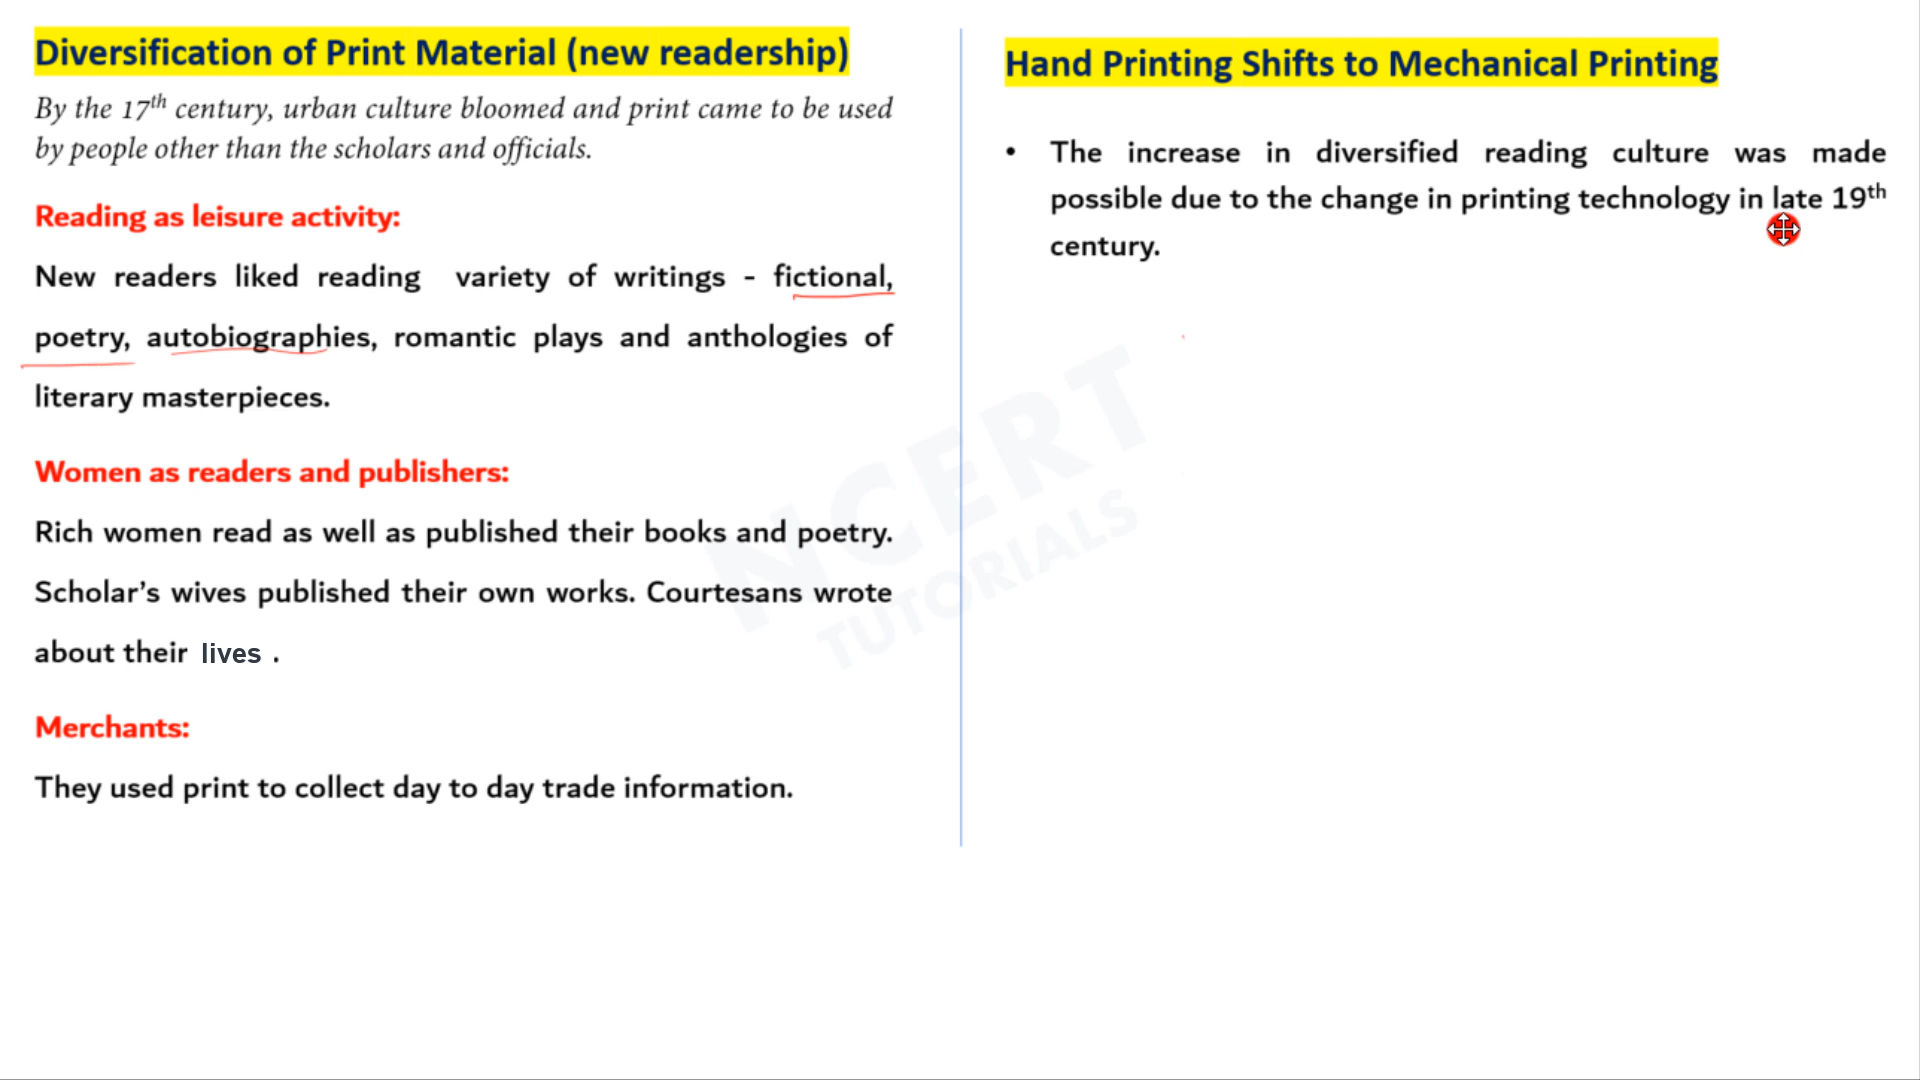 Diversification of Print Material (new readership)
By the 17th century, urban culture bloomed and print came to be used
by people other than the scholars and officials.
Reading as leisure activity:
New readers liked reading variety of writings - fictional,
poetry, autobiographies, romantic plays and anthologies of
literary masterpieces.
Women as readers and publishers:
Rich women read as well as published their books and poetry.
Scholar’s wives published their own works. Courtesans wrote
about their lives .
Merchants:
They used print to collect day to day trade information.
Hand Printing Shifts to Mechanical Printing
• The increase in diversified reading culture was made
possible due to the change in printing technology in late 19th
century.
NCERT
TUTORIALS